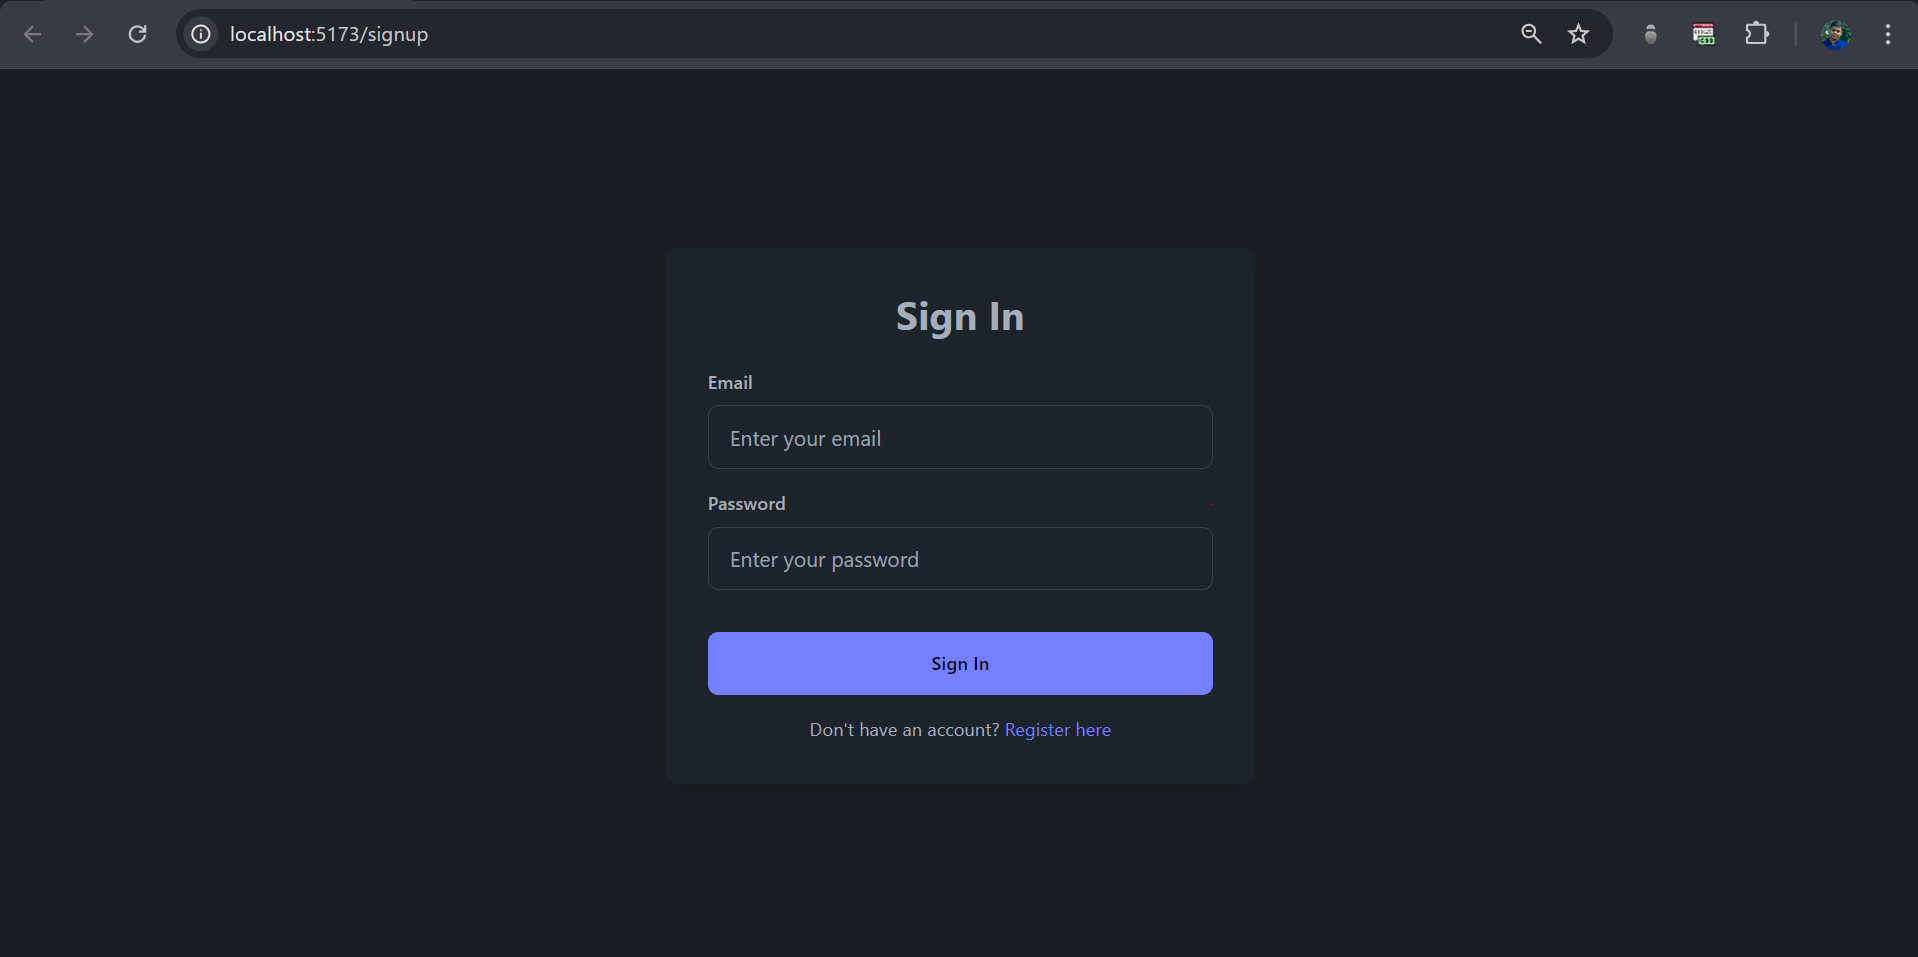 localhost:5173/signup
Sign In
Email
Enter your email
Password
Enter your password
Sign In
Don't have an account? Register here